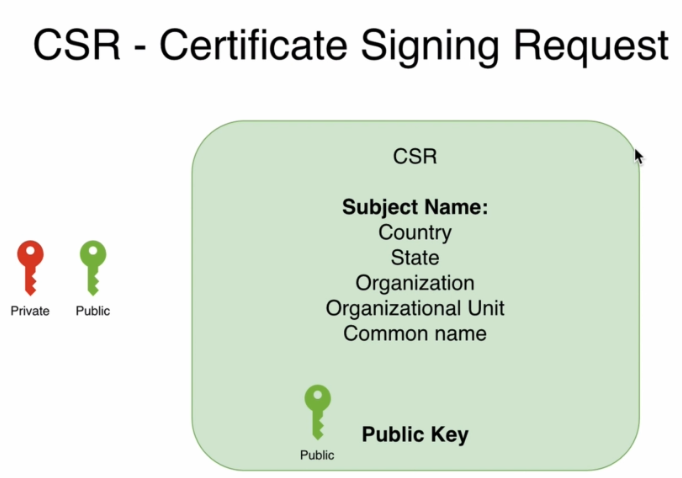 CSR - Certificate Signing Request
CSR
Subject Name:
Country
State
Organization
Organizational Unit
Common name
Private
Public
Public Key
Public